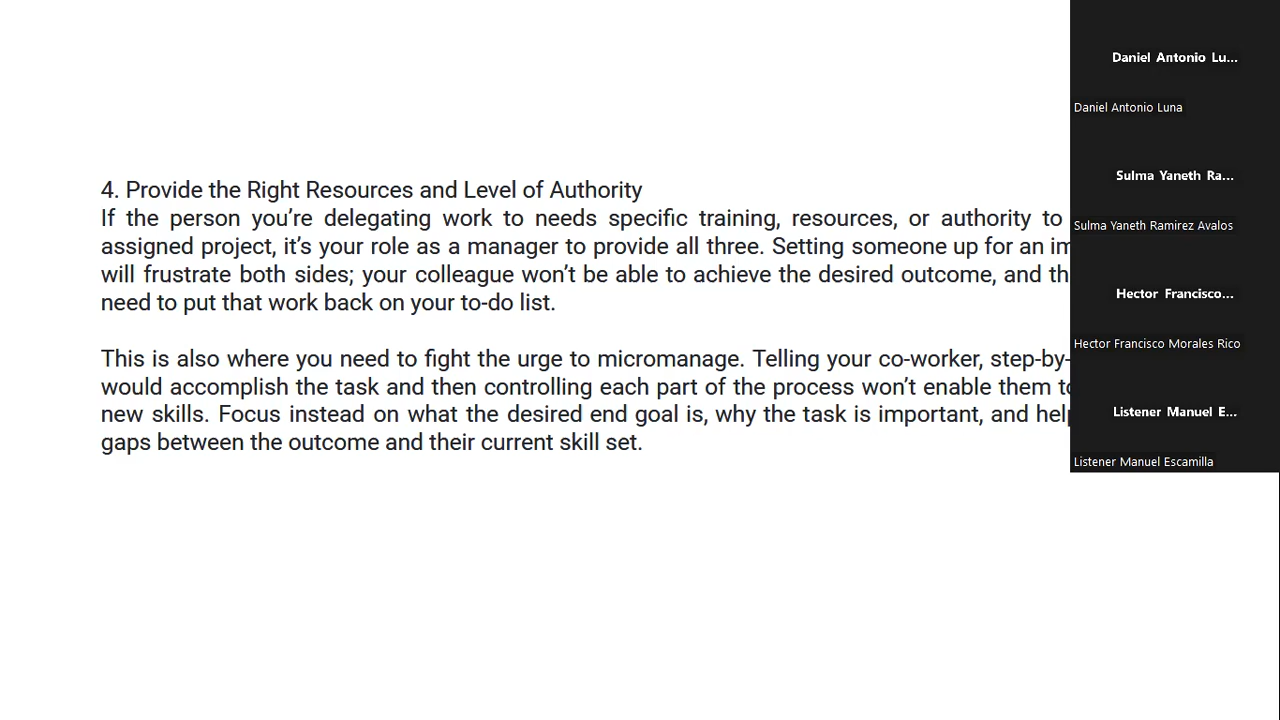 4. Provide the Right Resources and Level of Authority
If the person you’re delegating work to needs specific training, resources, or authority to
assigned project, it’s your role as a manager to provide all three. Setting someone up for an
will frustrate both sides; your colleague won’t be able to achieve the desired outcome, and
need to put that work back on your to-do list.
This is also where you need to fight the urge to micromanage. Telling your co-worker, step-by-
would accomplish the task and then controlling each part of the process won’t enable them
new skills. Focus instead on what the desired end goal is, why the task is important, and
gaps between the outcome and their current skill set.
Daniel Antonio Lu...
Daniel Antonio Luna
Sulma Yaneth Ra...
Sulma Yaneth Ramirez Avalos
Hector Francisco...
Hector Francisco Morales Rico
Listener Manuel E...
Listener Manuel Escamilla